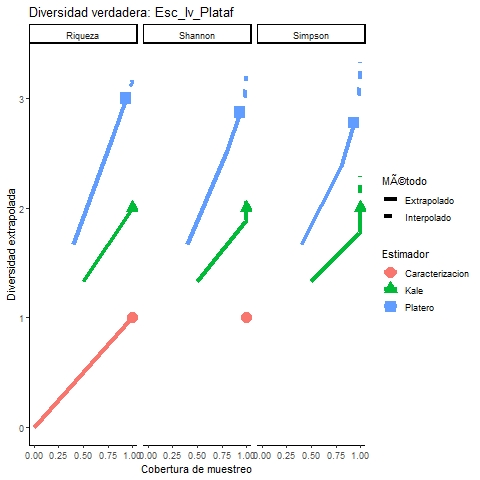 Diversidad verdadera: Esc_Iv_Plataf
Riqueza Shannon Simpson
3
2
1
0
Diversidad extrapolada
0.00 0.25 0.50 0.75 1.00 0.00 0.25 0.50 0.75 1.00 0.00 0.25 0.50 0.75 1.00
Cobertura de muestreo
MÃ©todo
Extrapolado
Interpolado
Estimador
Caracterizacion
Kale
Platero